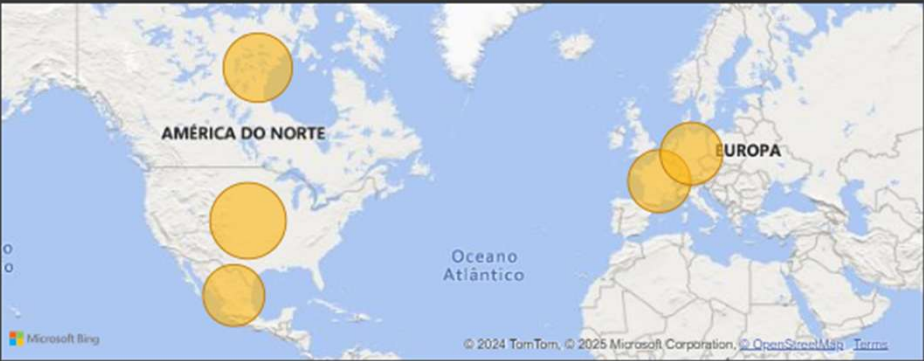 AMÉRICA DO NORTE
EUROPA
o
o
Oceano
Atlântico
Microsoft Bing
© 2024 TomTom, © 2025 Microsoft Corporation, © OpenStreetMap Terms